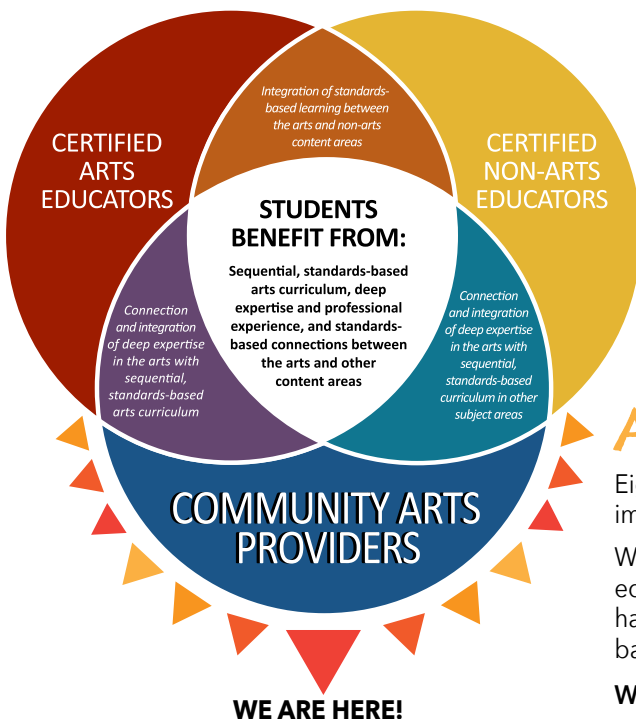 Integration of standards-
based learning between
the arts and non-arts
content areas
CERTIFIED
ARTS
EDUCATORS
CERTIFIED
NON-ARTS
EDUCATORS
STUDENTS
BENEFIT FROM:
Sequential, standards-based
arts curriculum, deep
expertise and professional
experience, and standards-
based connections between
the arts and other
content areas
Connection
and integration
of deep expertise
in the arts with
sequential,
standards-based
arts curriculum
Connection
and integration
of deep expertise
in the arts with
sequential,
standards-based
curriculum in other
subject areas
COMMUNITY ARTS
PROVIDERS
WE ARE HERE!